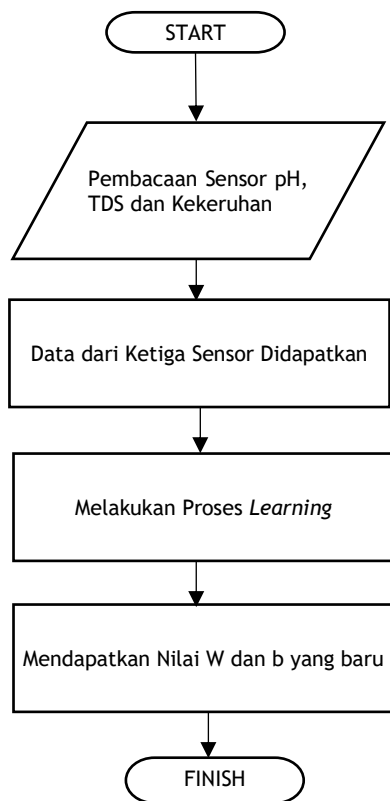 START
Pembacaan Sensor pH,
TDS dan Kekeruhan
Data dari Ketiga Sensor Didapatkan
Melakukan Proses Learning
Mendapatkan Nilai W dan b yang baru
FINISH